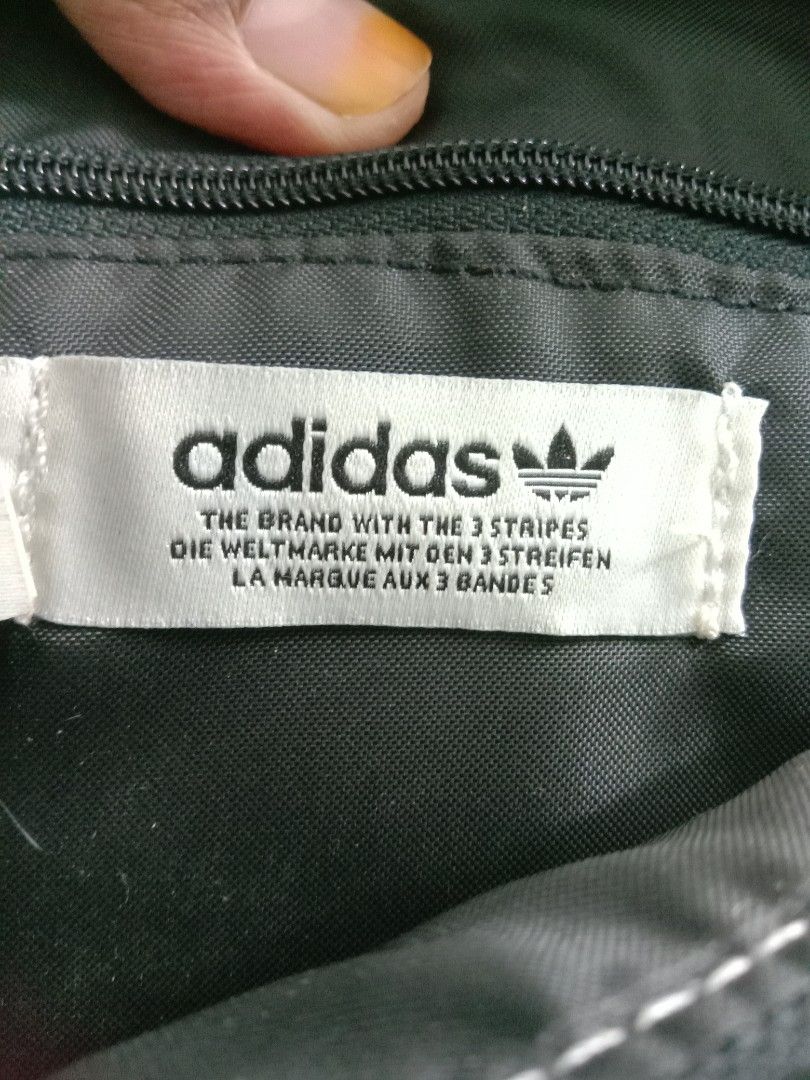 adidas
THE BRAND WITH THE 3 STRIPES
DIE WELTMARKE MIT DEN 3 STREIFEN
LA MARQUE AUX 3 BANDES